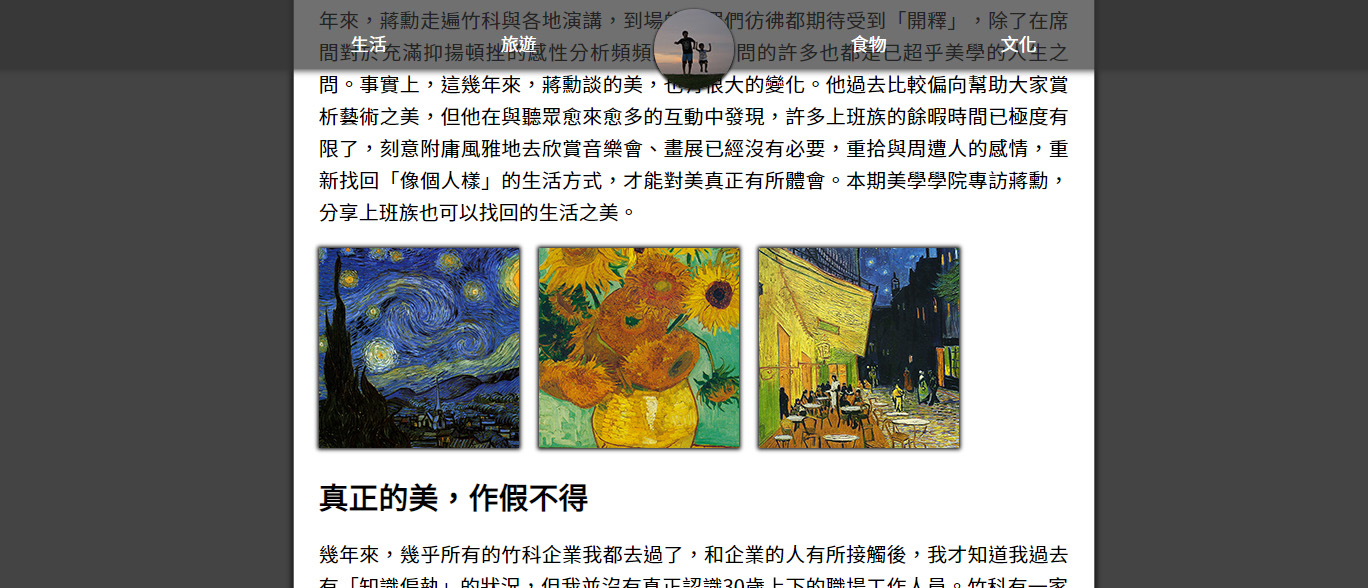 年來，蔣勳走遍竹科與各地演講，到場的 們彷彿都期待受到「開釋」，除了在席
生活 旅遊 食物 文化
間對於充滿抑揚頓挫的感性分析頻頻 問的許多也都是已超乎美學的人生之
問。事實上，這幾年來，蔣勳談的美，也有很大的變化。他過去比較偏向幫助大家賞
析藝術之美，但他在與聽眾愈來愈多的互動中發現，許多上班族的餘暇時間已極度有
限了，刻意附庸風雅地去欣賞音樂會、畫展已經沒有必要，重拾與周遭人的感情，重
新找回「像個人樣」的生活方式，才能對美真正有所體會。本期美學學院專訪蔣勳，
分享上班族也可以找回的生活之美。
真正的美，作假不得
幾年來，幾乎所有的竹科企業我都去過了，和企業的人有所接觸後，我才知道我過去
有「知識偏執」的狀況，但我並沒有真正認識30歲上下的職場工作人員。竹科有一家